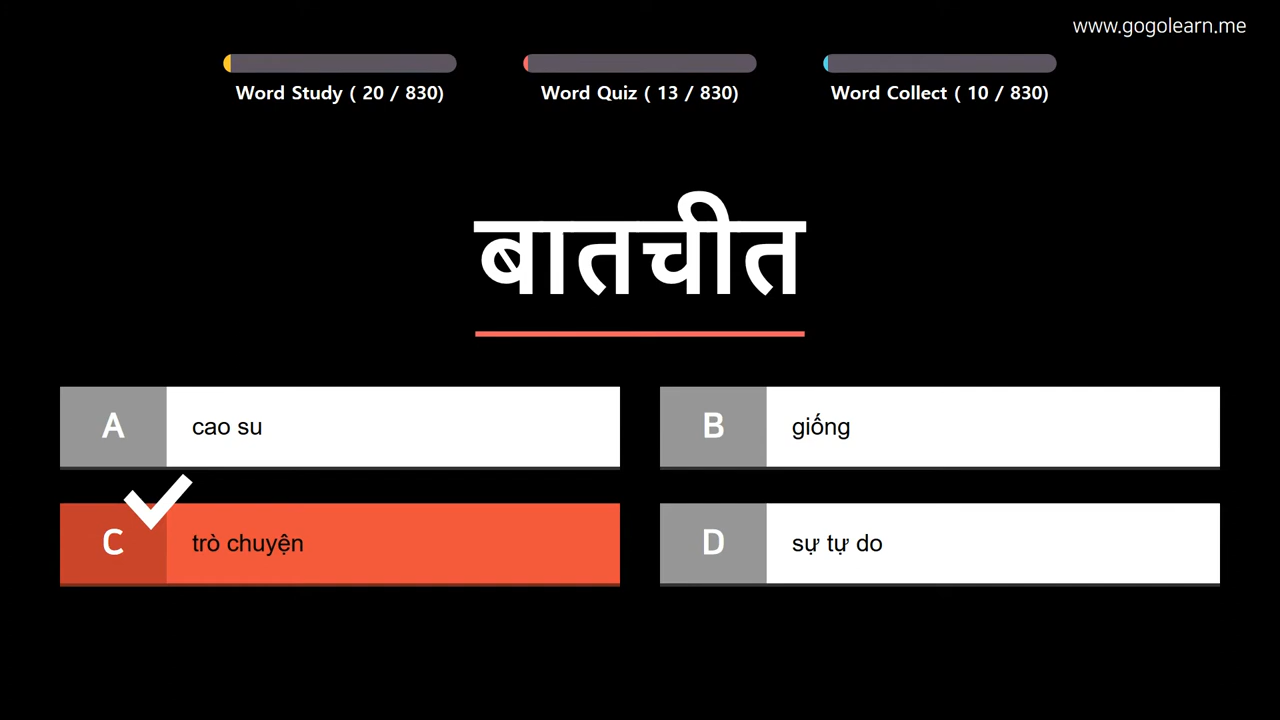 www.gogolearn.me
Word Study ( 20 / 830)
Word Quiz ( 13 / 830)
Word Collect ( 10 / 830)
बातचीत
A cao su
B giống
C trò chuyện
D sự tự do